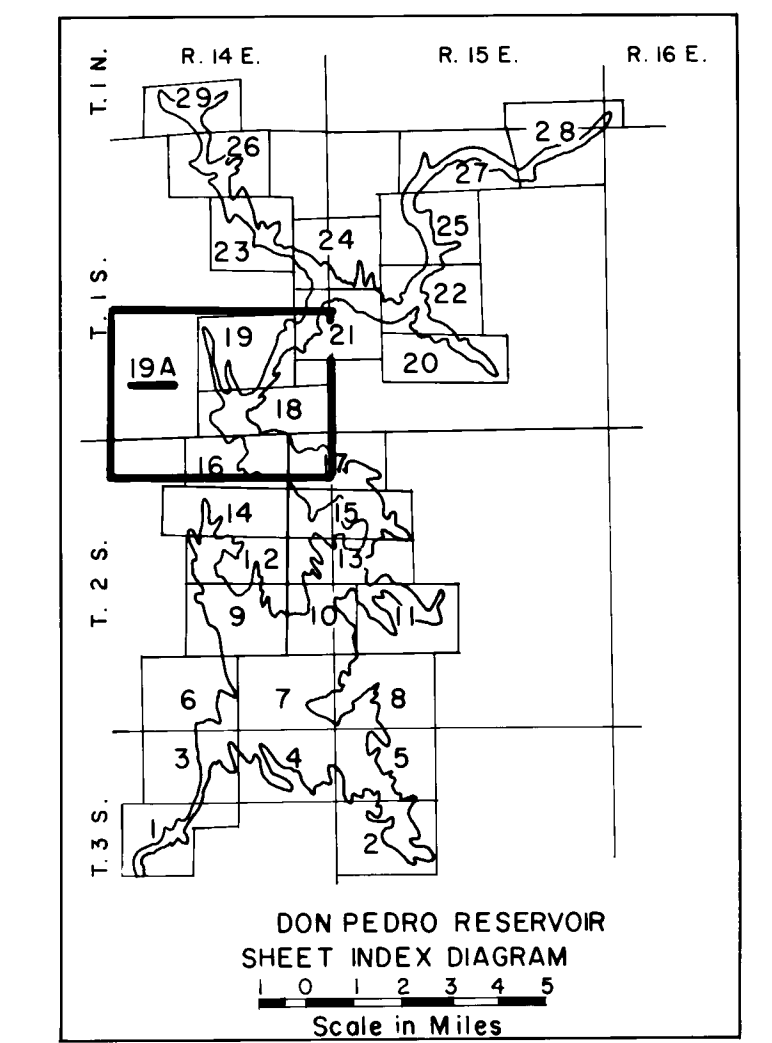 R. 14 E. R. 15 E. R. 16 E.
T. 1 N.
29
28
26
27
25
23
24
T. 1 S.
22
19
21
20
19A
18
16
17
14
15
12
13
T. 2 S.
9
10
11
6
7
8
3
4
5
T. 3 S.
1
2
DON PEDRO RESERVOIR
SHEET INDEX DIAGRAM
1 0 1 2 3 4 5
Scale in Miles